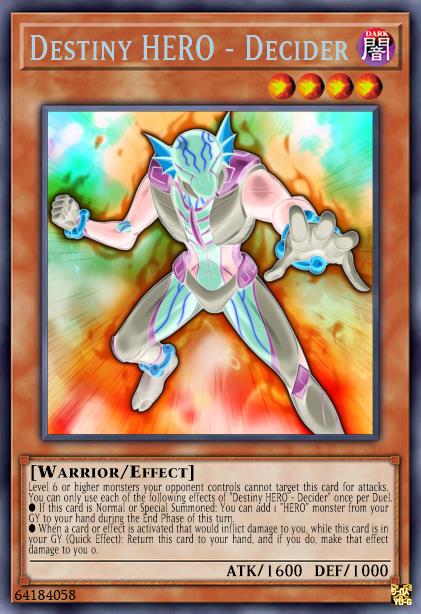 Destiny HERO - Decider
DARK
闇
[Warrior/Effect]
Level 6 or higher monsters your opponent controls cannot target this card for attacks.
You can only use each of the following effects of "Destiny HERO - Decider" once per Duel.
● If this card is Normal or Special Summoned: You can add 1 "HERO" monster from
your GY to your hand during the End Phase of this turn.
● When a card or effect is activated that would inflict damage to you, while this card is in
your GY (Quick Effect): Return this card to your hand, and if you do, make that effect
damage to you 0.
ATK/1600 DEF/1000
64184058